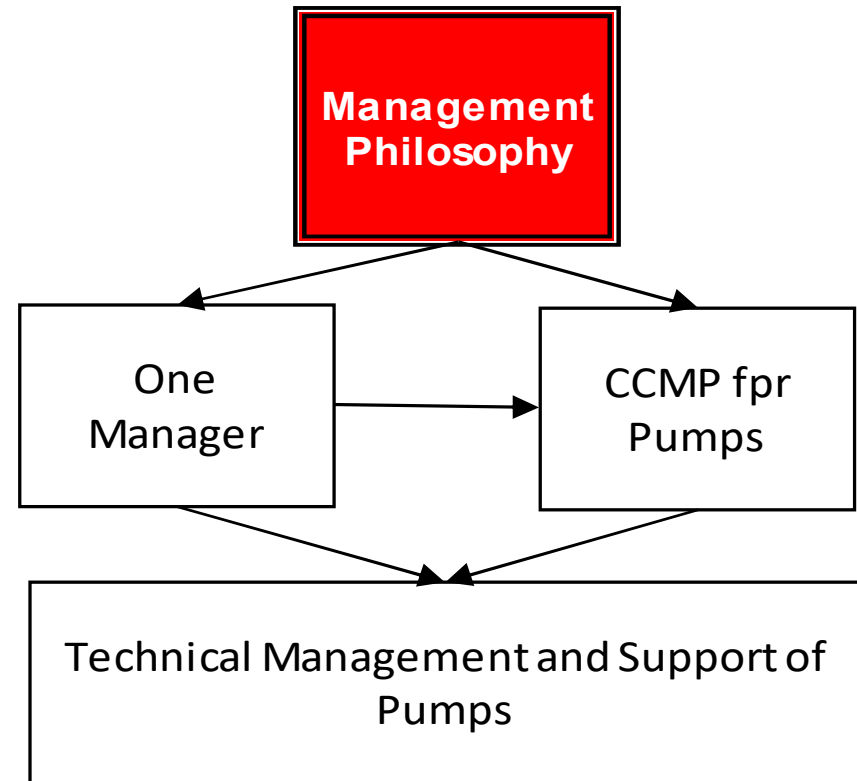 Management
Philosophy
One
Manager
CCMP fpr
Pumps
Technical Management and Support of
Pumps